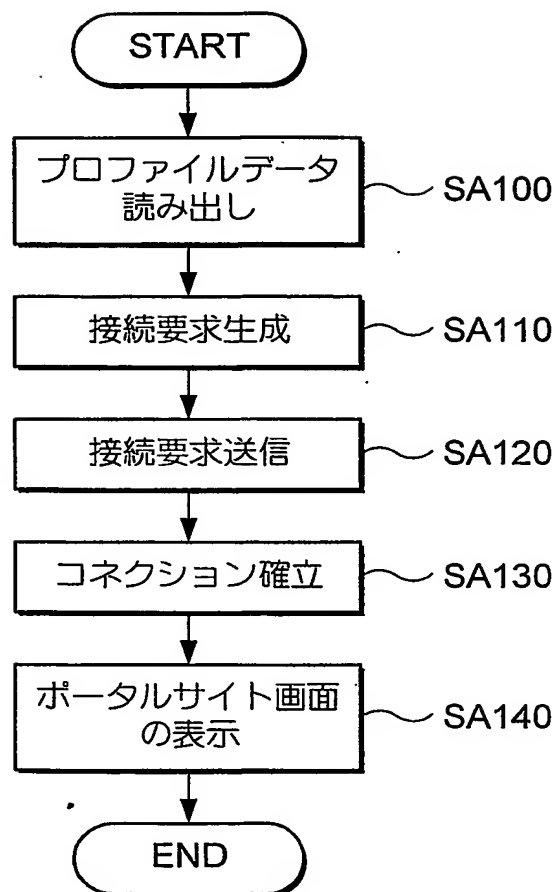 START
プロファイルデータ
読み出し
SA100
接続要求生成
SA110
接続要求送信
SA120
コネクション確立
SA130
ポータルサイト画面
の表示
SA140
END